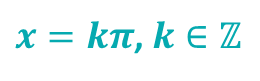 x = kπ, k ∈ ℤ